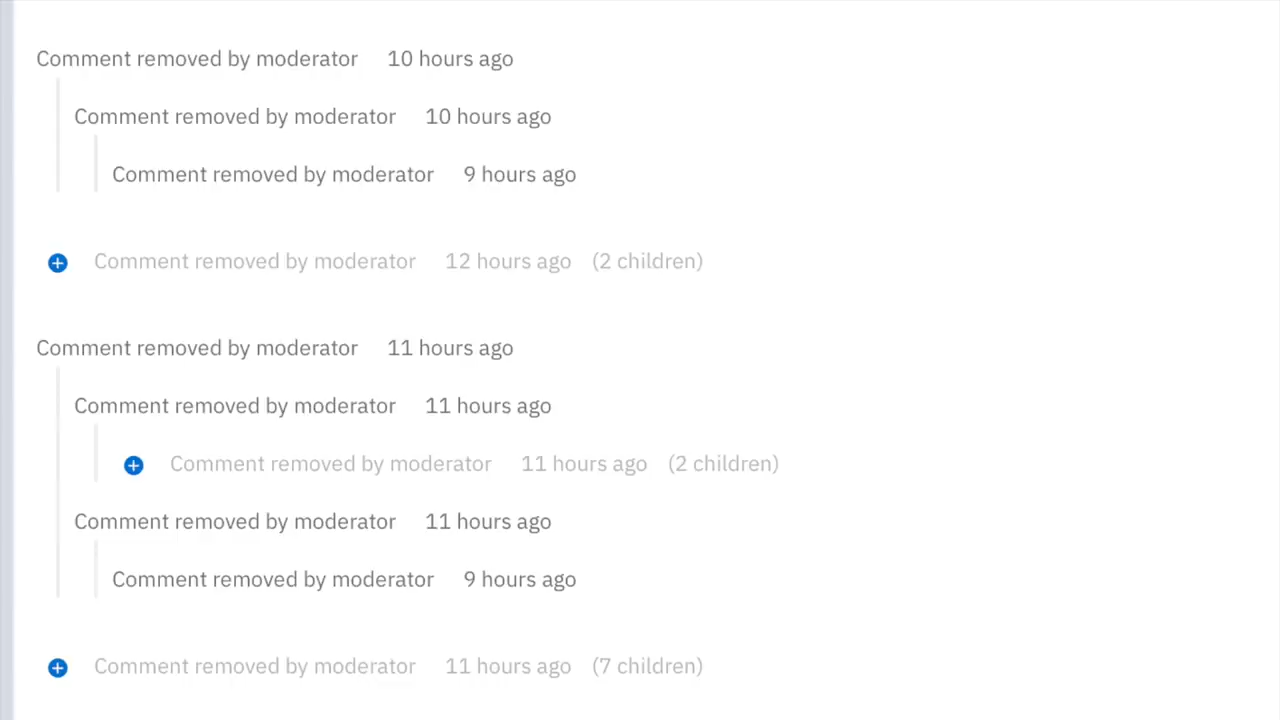 Comment removed by moderator 10 hours ago
Comment removed by moderator 10 hours ago
Comment removed by moderator 9 hours ago
Comment removed by moderator 12 hours ago (2 children)
Comment removed by moderator 11 hours ago
Comment removed by moderator 11 hours ago
Comment removed by moderator 11 hours ago (2 children)
Comment removed by moderator 11 hours ago
Comment removed by moderator 9 hours ago
Comment removed by moderator 11 hours ago (7 children)